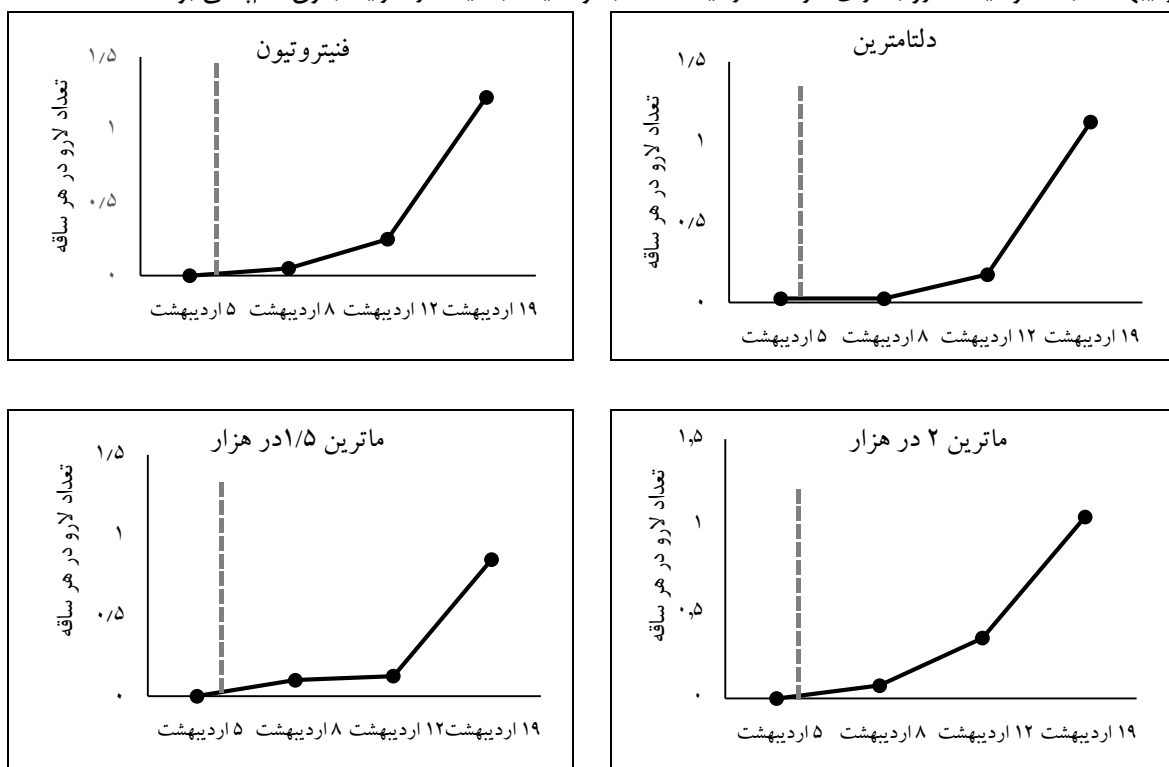 فنیتروتیون
۱/۵
۱
۰/۵
۰
تعداد لارو در هر ساقه
۵ اردیبهشت ۸ اردیبهشت ۱۲ اردیبهشت ۱۹ اردیبهشت
دلتامترین
۱/۵
۱
۰/۵
۰
تعداد لارو در هر ساقه
۵ اردیبهشت ۸ اردیبهشت ۱۲ اردیبهشت ۱۹ اردیبهشت
ماترین ۱/۵در هزار
۱/۵
۱
۰/۵
۰
تعداد لارو در هر ساقه
۵ اردیبهشت ۸ اردیبهشت ۱۲ اردیبهشت ۱۹ اردیبهشت
ماترین ۲ در هزار
۱,۵
۱
۰,۵
۰
تعداد لارو در هر ساقه
۵ اردیبهشت ۸ اردیبهشت ۱۲ اردیبهشت ۱۹ اردیبهشت